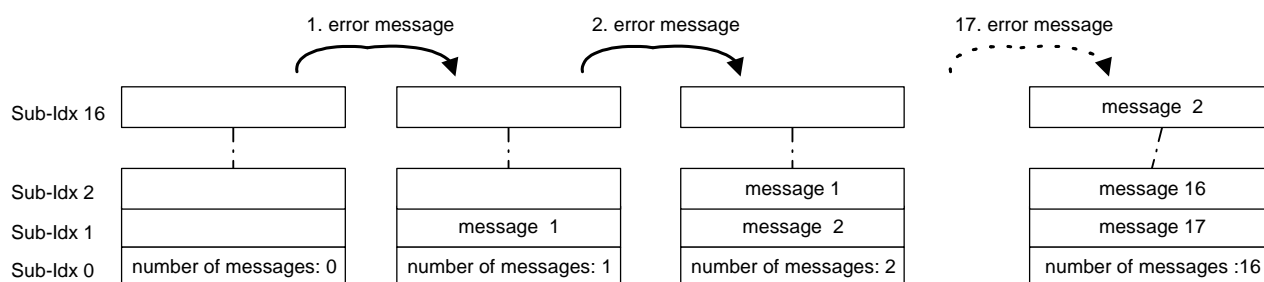 1. error message 2. error message 17. error message
Sub-Idx 16 message 2
Sub-Idx 2 message 1 message 16
Sub-Idx 1 message 1 message 2 message 17
Sub-Idx 0 number of messages: 0 number of messages: 1 number of messages: 2 number of messages :16